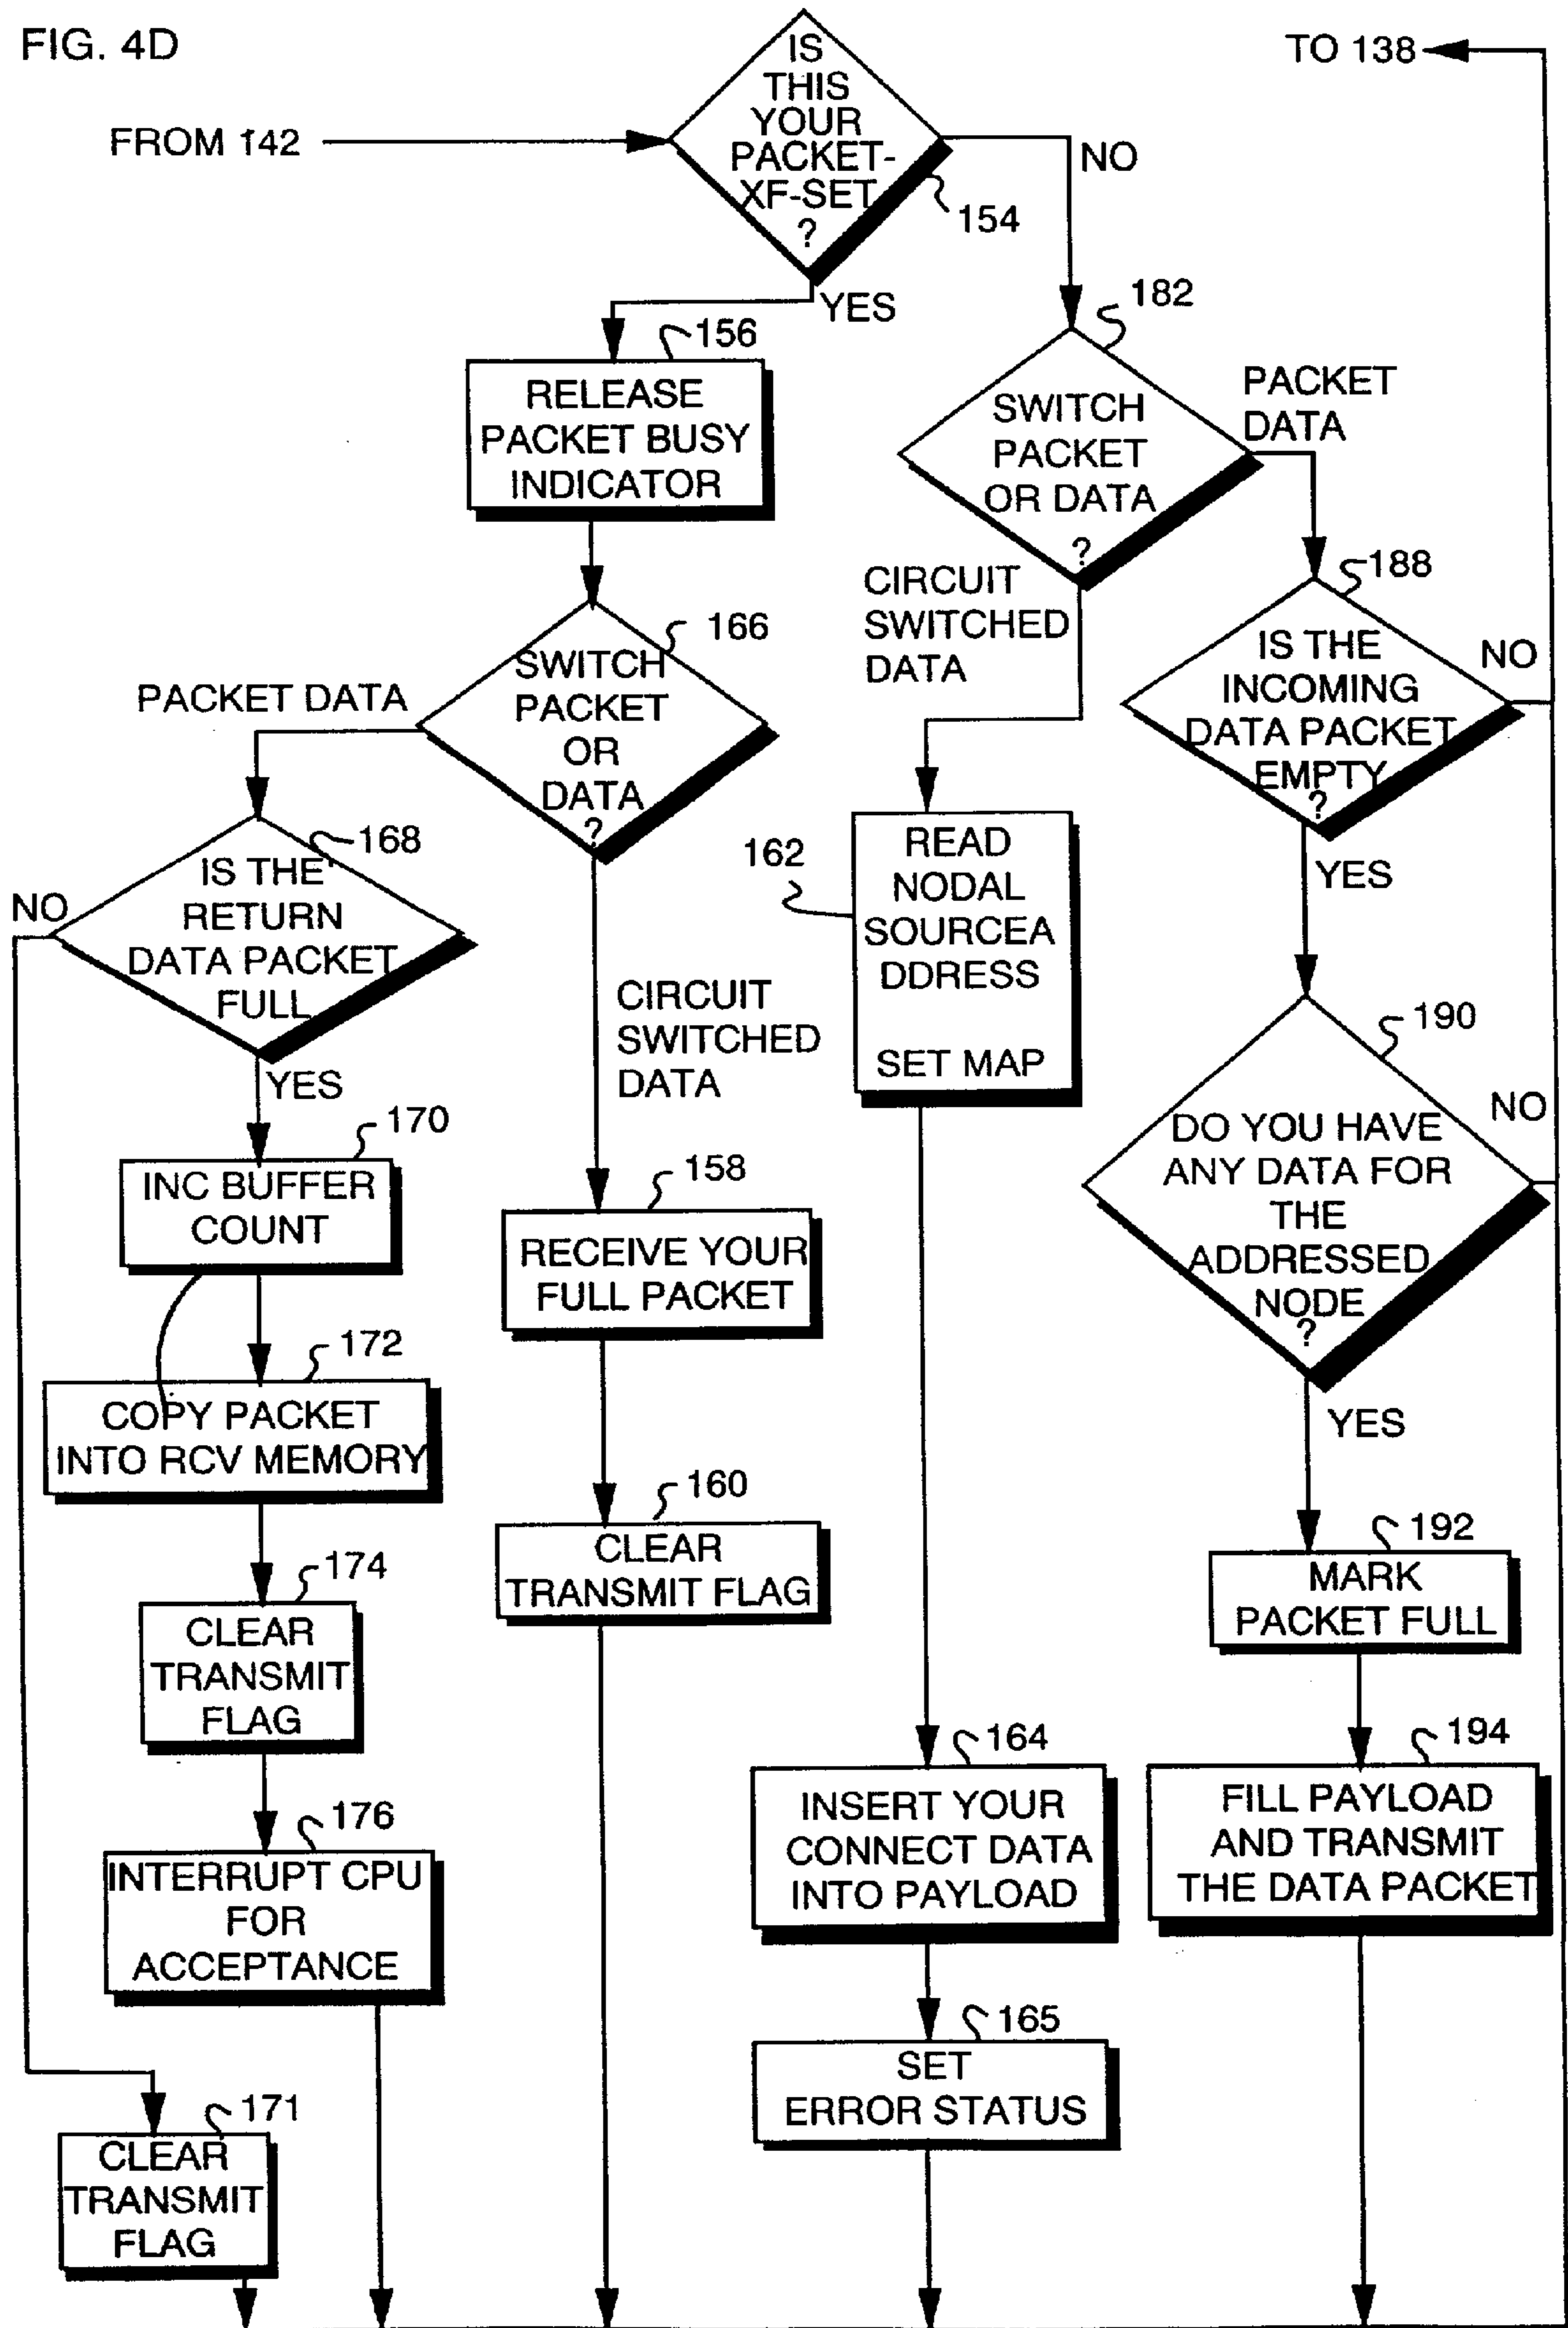 FIG. 4D
TO 138
FROM 142
IS
THIS
YOUR
PACKET-
XF-SET
?
154
NO
YES
156
RELEASE
PACKET BUSY
INDICATOR
182
SWITCH
PACKET
OR DATA
?
PACKET
DATA
CIRCUIT
SWITCHED
DATA
166
SWITCH
PACKET
OR
DATA
?
PACKET DATA
188
IS THE
INCOMING
DATA PACKET
EMPTY
?
NO
YES
168
IS THE
RETURN
DATA PACKET
FULL
NO
YES
CIRCUIT
SWITCHED
DATA
162
READ
NODAL
SOURCEA
DDRESS
SET MAP
190
DO YOU HAVE
ANY DATA FOR
THE
ADDRESSED
NODE
?
NO
YES
170
INC BUFFER
COUNT
158
RECEIVE YOUR
FULL PACKET
172
COPY PACKET
INTO RCV MEMORY
160
CLEAR
TRANSMIT FLAG
192
MARK
PACKET FULL
174
CLEAR
TRANSMIT
FLAG
164
INSERT YOUR
CONNECT DATA
INTO PAYLOAD
194
FILL PAYLOAD
AND TRANSMIT
THE DATA PACKET
176
INTERRUPT CPU
FOR
ACCEPTANCE
165
SET
ERROR STATUS
171
CLEAR
TRANSMIT
FLAG